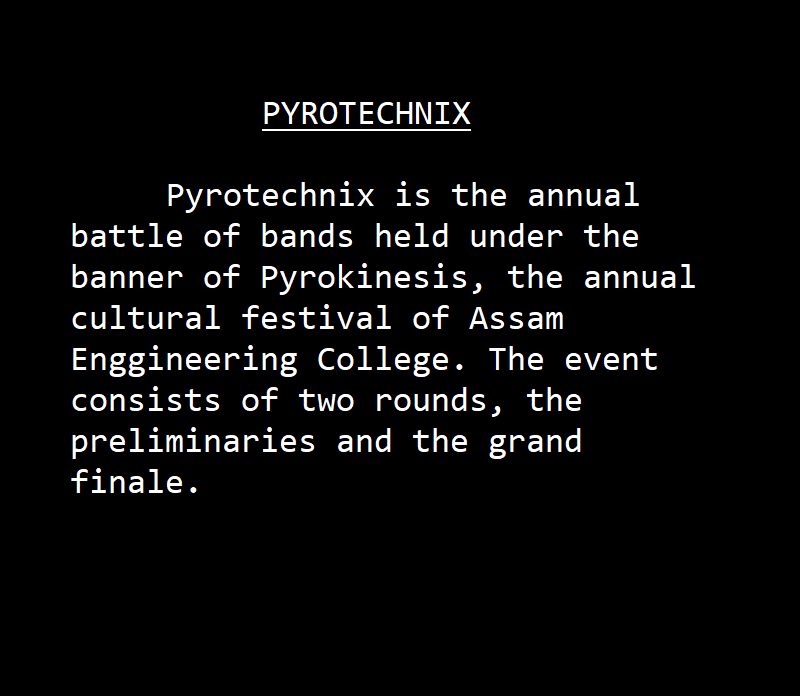 PYROTECHNIX
Pyrotechnix is the annual
battle of bands held under the
banner of Pyrokinesis, the annual
cultural festival of Assam
Enggineering College. The event
consists of two rounds, the
preliminaries and the grand
finale.